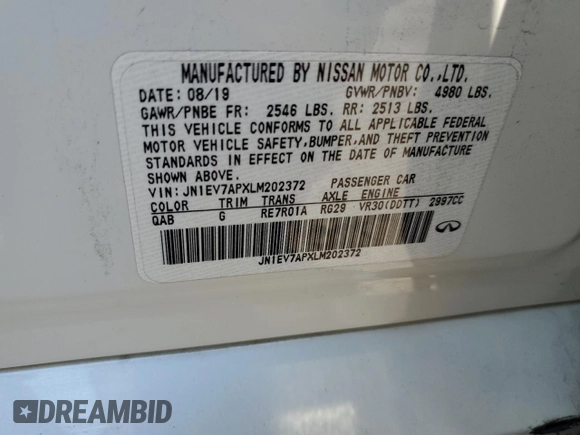 MANUFACTURED BY NISSAN MOTOR CO.,LTD.
DATE: 08/19 GVWR/PNBV: 4980 LBS.
GAWR/PNBE FR: 2546 LBS. RR: 2513 LBS.
THIS VEHICLE CONFORMS TO ALL APPLICABLE FEDERAL
MOTOR VEHICLE SAFETY,BUMPER,AND THEFT PREVENTION
STANDARDS IN EFFECT ON THE DATE OF MANUFACTURE
SHOWN ABOVE.
VIN: JN1EV7APXLM202372 PASSENGER CAR
COLOR TRIM TRANS AXLE ENGINE
QAB G RE7R01A RG29 VR30(DDTT) 2997CC
JN1EV7APXLM202372
DREAMBID